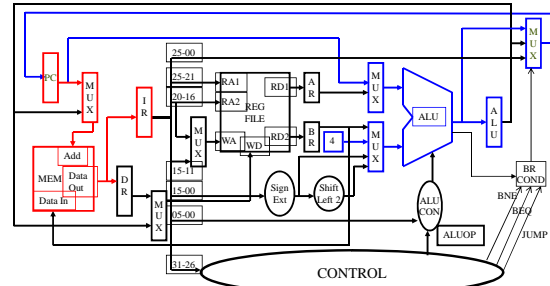 25-00
M
U
X
PC
25-21
20-16
RA1
RA2
REG
FILE
RD1
A
R
M
U
X
M
U
X
I
R
ALU
A
L
U
WA
WD
RD2
B
R
4
M
U
X
M
U
X
Add
MEM
Data
Out
Data In
D
R
M
U
X
15-11
15-00
05-00
Sign
Ext
Shift
Left 2
ALU
CON
ALUOP
BR
COND
BNE
BEQ
JUMP
31-26
CONTROL